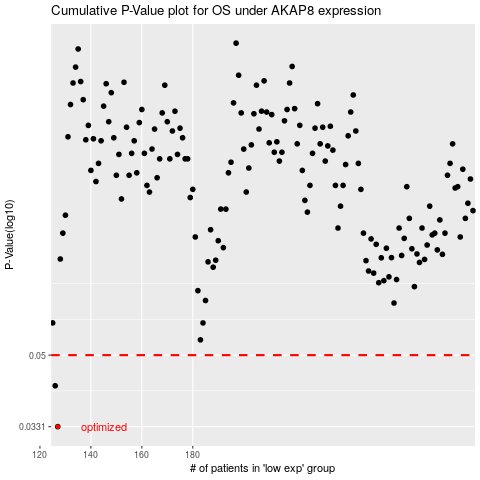 Cumulative P-Value plot for OS under AKAP8 expression
P-Value(log10)
0.05
0.0331
optimized
120 140 160 180
# of patients in 'low exp' group